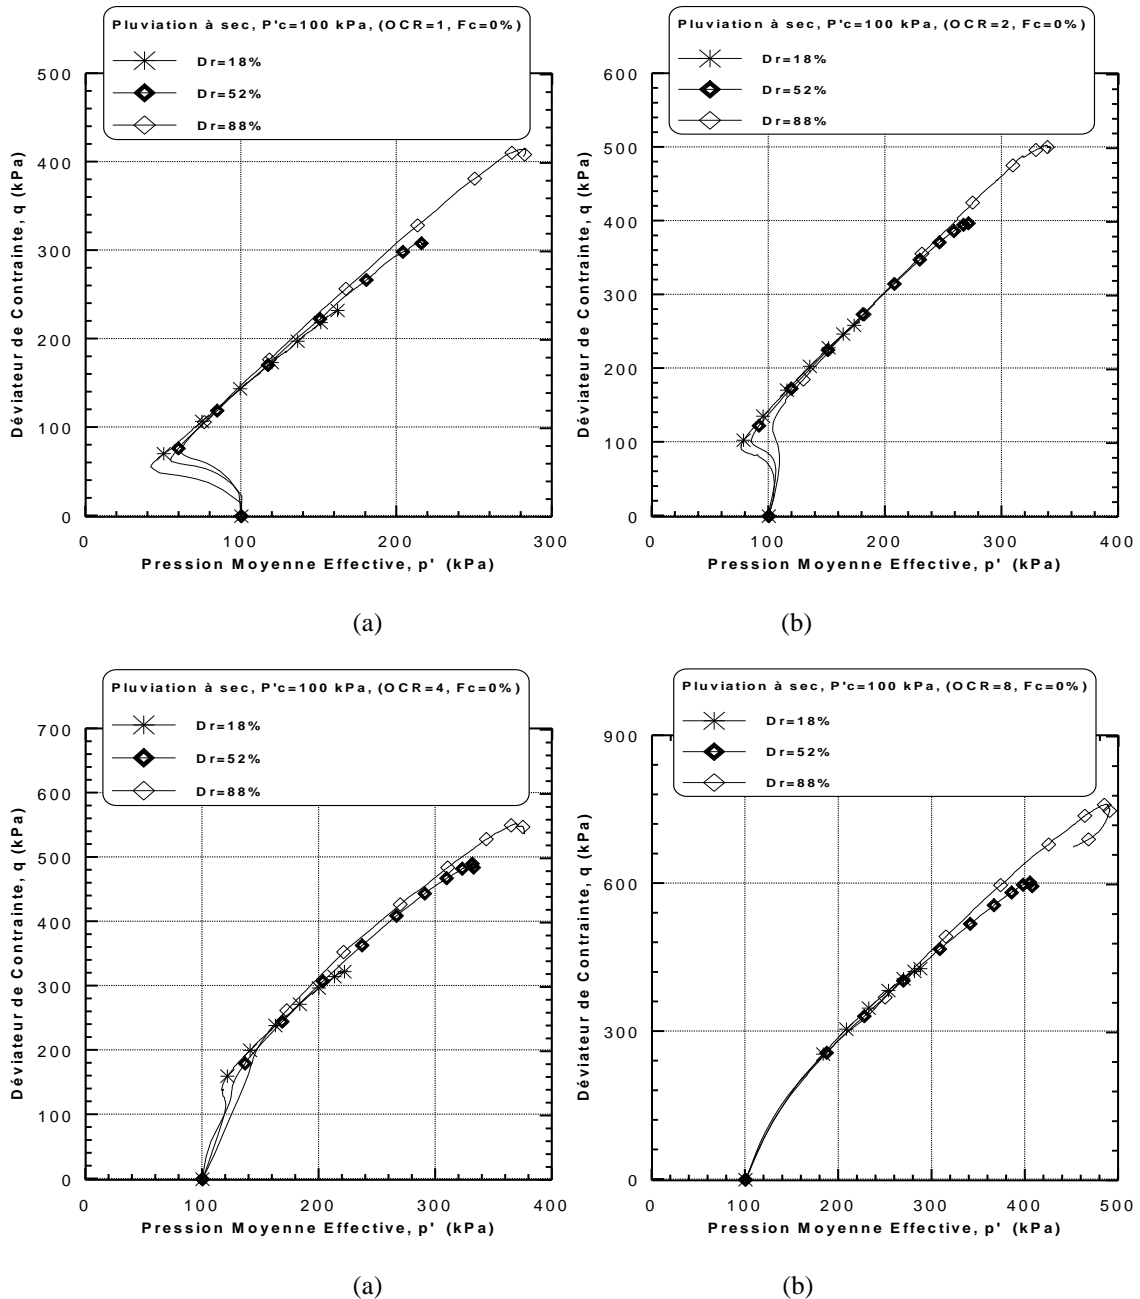 Pluviation à sec, P'c=100 kPa, (OCR=1, Fc=0%)
Dr=18%
Dr=52%
Dr=88%
500
400
300
200
100
0
Déviateur de Contrainte, q (kPa)
0 100 200 300
Pression Moyenne Effective, p' (kPa)
(a)
Pluviation à sec, P'c=100 kPa, (OCR=2, Fc=0%)
Dr=18%
Dr=52%
Dr=88%
600
500
400
300
200
100
0
Déviateur de Contrainte, q (kPa)
0 100 200 300 400
Pression Moyenne Effective, p' (kPa)
(b)
Pluviation à sec, P'c=100 kPa, (OCR=4, Fc=0%)
Dr=18%
Dr=52%
Dr=88%
700
600
500
400
300
200
100
0
Déviateur de Contrainte, q (kPa)
0 100 200 300 400
Pression Moyenne Effective, p' (kPa)
(a)
Pluviation à sec, P'c=100 kPa, (OCR=8, Fc=0%)
Dr=18%
Dr=52%
Dr=88%
900
600
300
0
Déviateur de Contrainte, q (kPa)
0 100 200 300 400 500
Pression Moyenne Effective, p' (kPa)
(b)